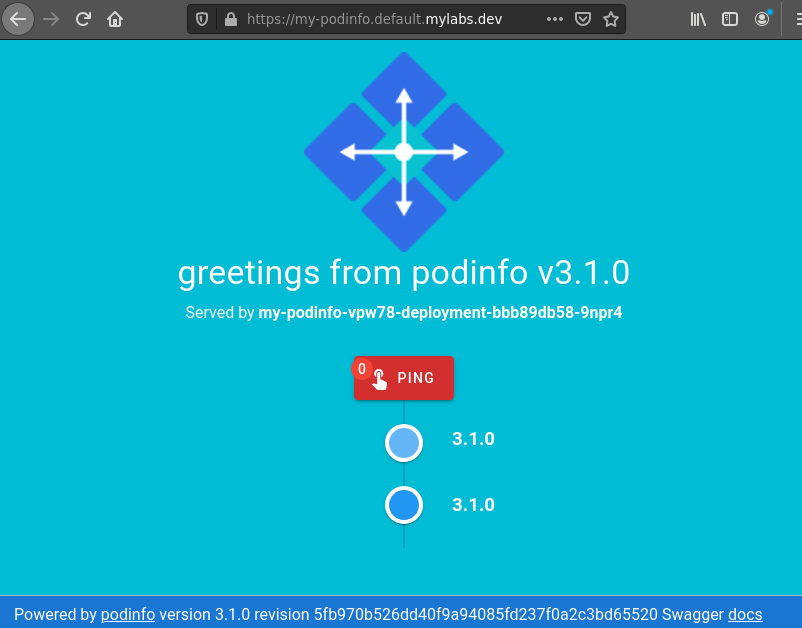 https://my-podinfo.default.mylabs.dev
greetings from podinfo v3.1.0
Served by my-podinfo-vpw78-deployment-bbb89db58-9npr4
0 PING
3.1.0
3.1.0
Powered by podinfo version 3.1.0 revision 5fb970b526dd40f9a94085fd237f0a2c3bd65520 Swagger docs